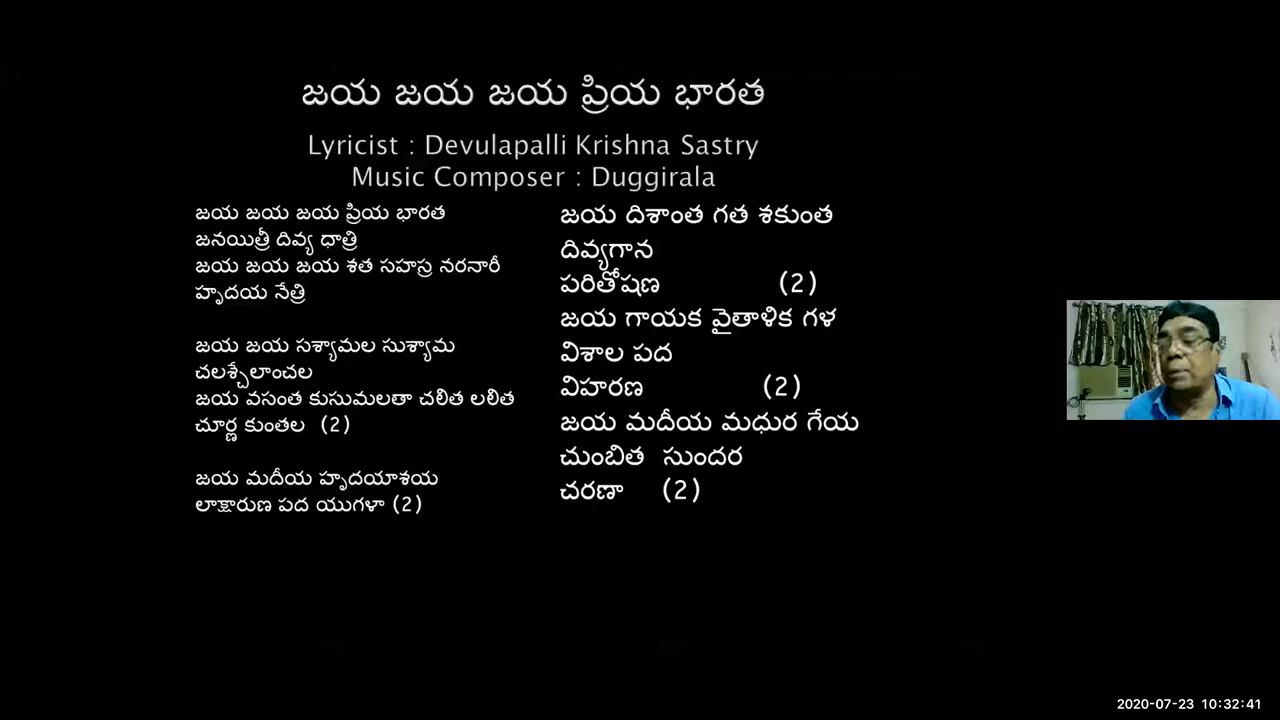 జయ జయ జయ ప్రియ భారత
Lyricist : Devulapalli Krishna Sastry
Music Composer : Duggirala
జయ జయ జయ ప్రియ భారత
జనయిత్రీ దివ్య ధాత్రి
జయ జయ జయ శత సహస్ర నరనారీ
హృదయ నేత్రి
జయ జయ సశ్యామల సుశ్యామ
చలశ్చేలాంచల
జయ వసంత కుసుమలతా చలిత లలిత
చూర్ణ కుంతల (2)
జయ మదీయ హృదయాశయ
లాక్షారుణ పద యుగళా (2)
జయ దిశాంత గత శకుంత
దివ్యగాన
పరితోషణ (2)
జయ గాయక వైతాళిక గళ
విశాల పద
విహరణ (2)
జయ మదీయ మధుర గేయ
చుంబిత సుందర
చరణా (2)
2020-07-23 10:32:41